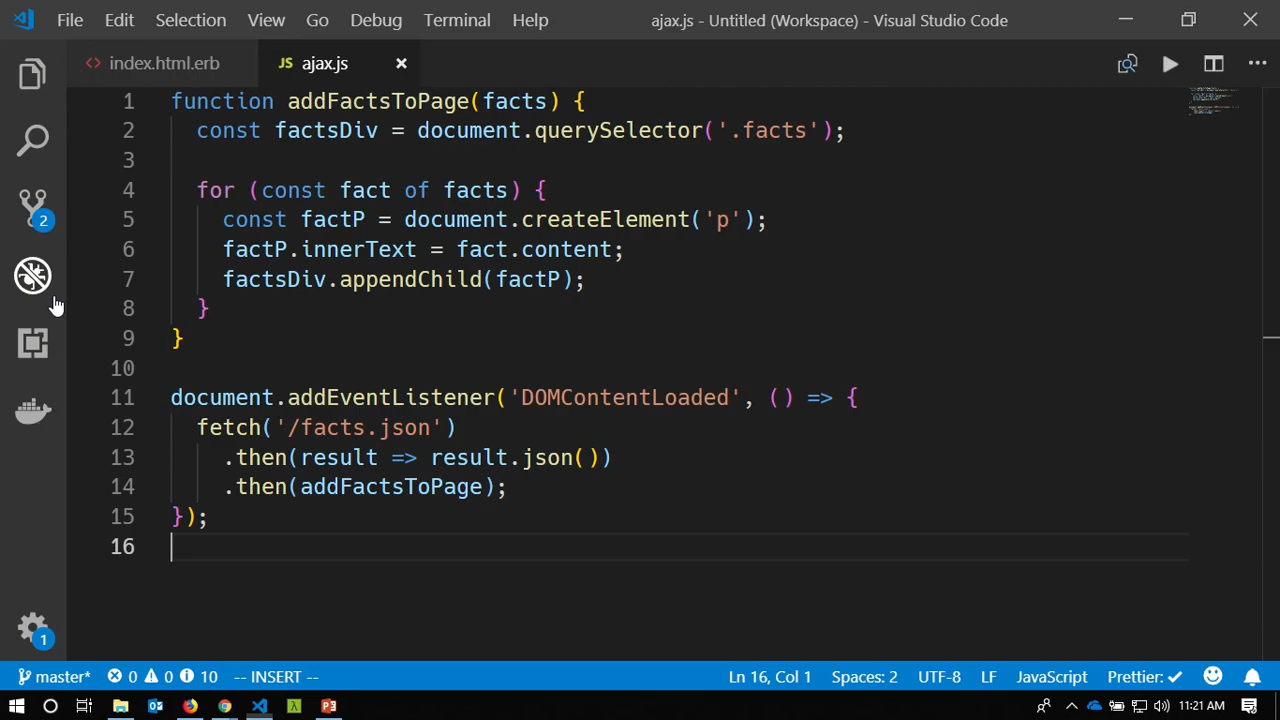 File Edit Selection View Go Debug Terminal Help ajax.js - Untitled (Workspace) - Visual Studio Code
<> index.html.erb JS ajax.js ×
1 function addFactsToPage(facts) {
2 const factsDiv = document.querySelector('.facts');
3
4 for (const fact of facts) {
5 const factP = document.createElement('p');
6 factP.innerText = fact.content;
7 factsDiv.appendChild(factP);
8 }
9 }
10
11 document.addEventListener('DOMContentLoaded', () => {
12 fetch('/facts.json')
13 .then(result => result.json())
14 .then(addFactsToPage);
15 });
16
2
1
master* 0 0 10 -- INSERT -- Ln 16, Col 1 Spaces: 2 UTF-8 LF JavaScript Prettier: ✓
11:21 AM